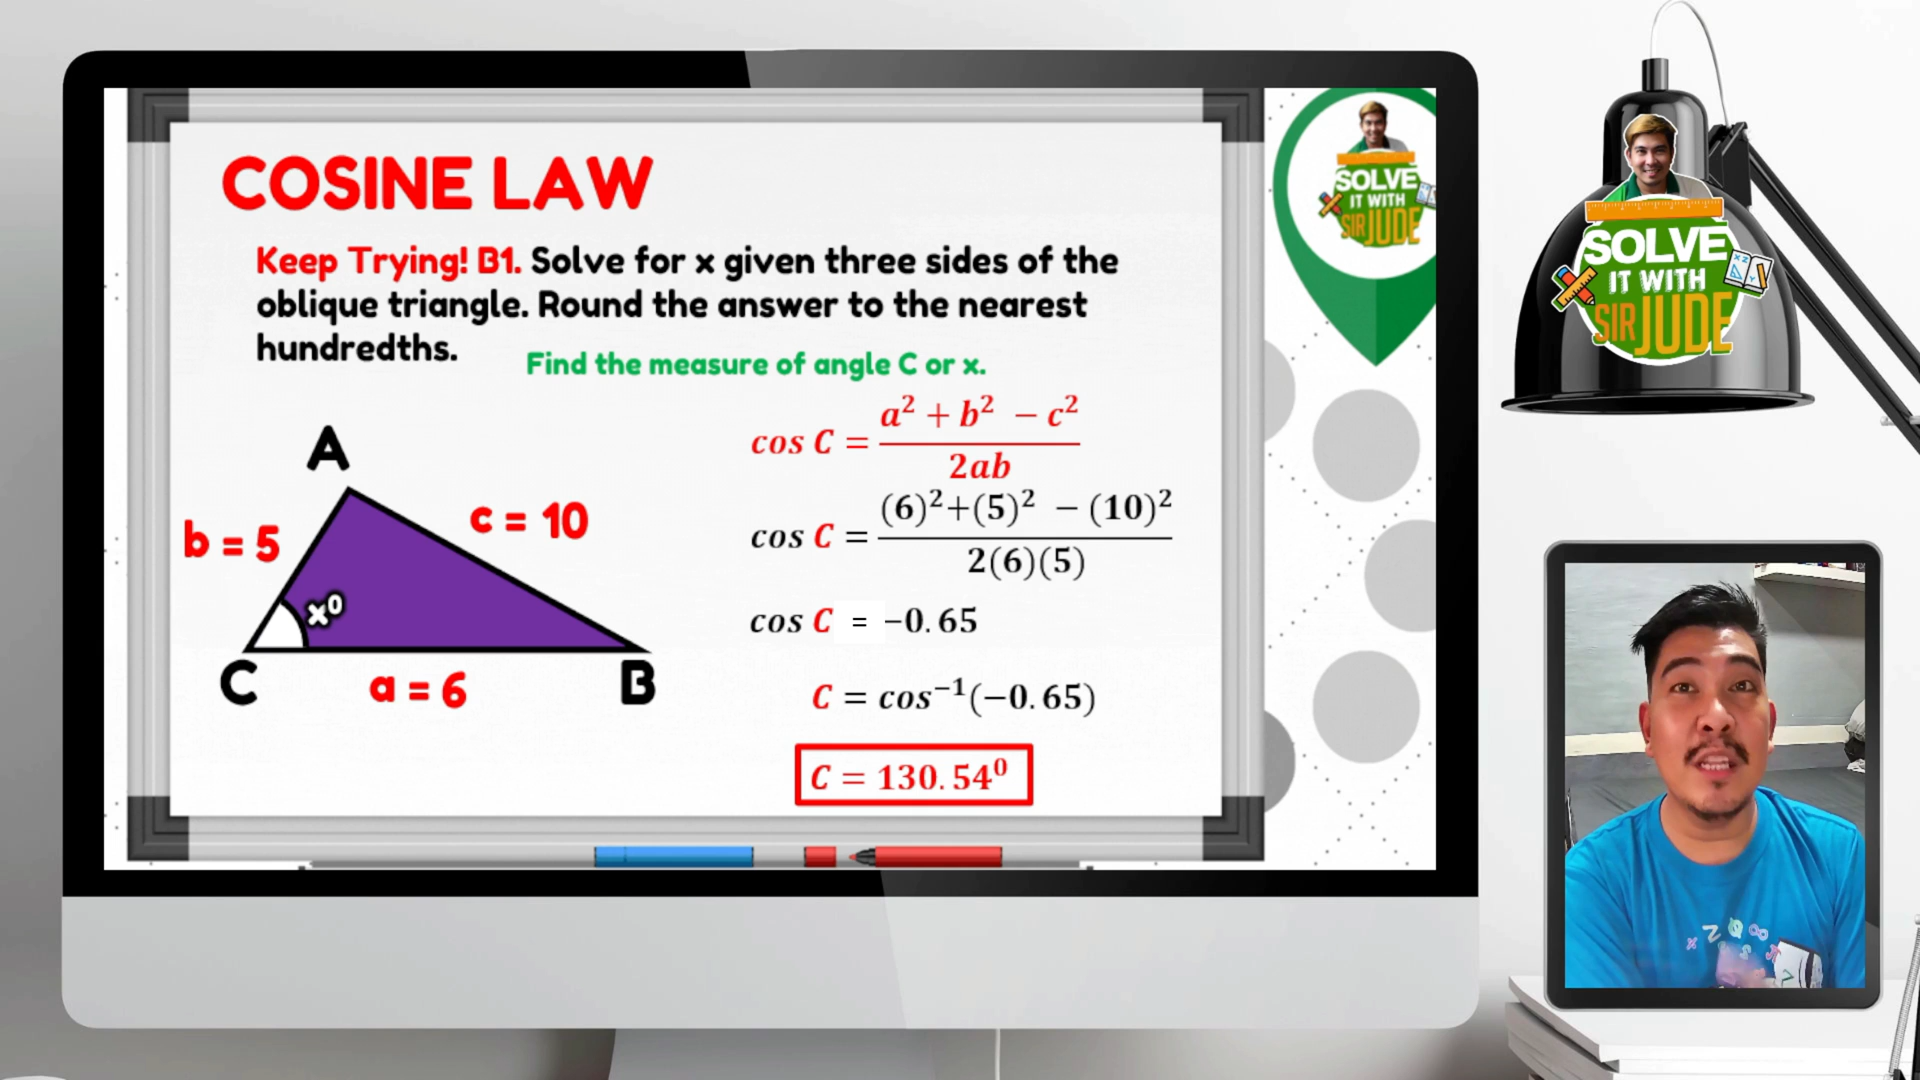 COSINE LAW
Keep Trying! B1. Solve for x given three sides of the
oblique triangle. Round the answer to the nearest
hundredths.
Find the measure of angle C or x.
A
b = 5
c = 10
x⁰
C
a = 6
B
cos C = (a² + b² − c²) / 2ab
cos C = ((6)²+(5)² − (10)²) / 2(6)(5)
cos C = −0.65
C = cos⁻¹(−0.65)
C = 130.54⁰
SOLVE
IT WITH
SIR JUDE
SOLVE
IT WITH
SIR JUDE